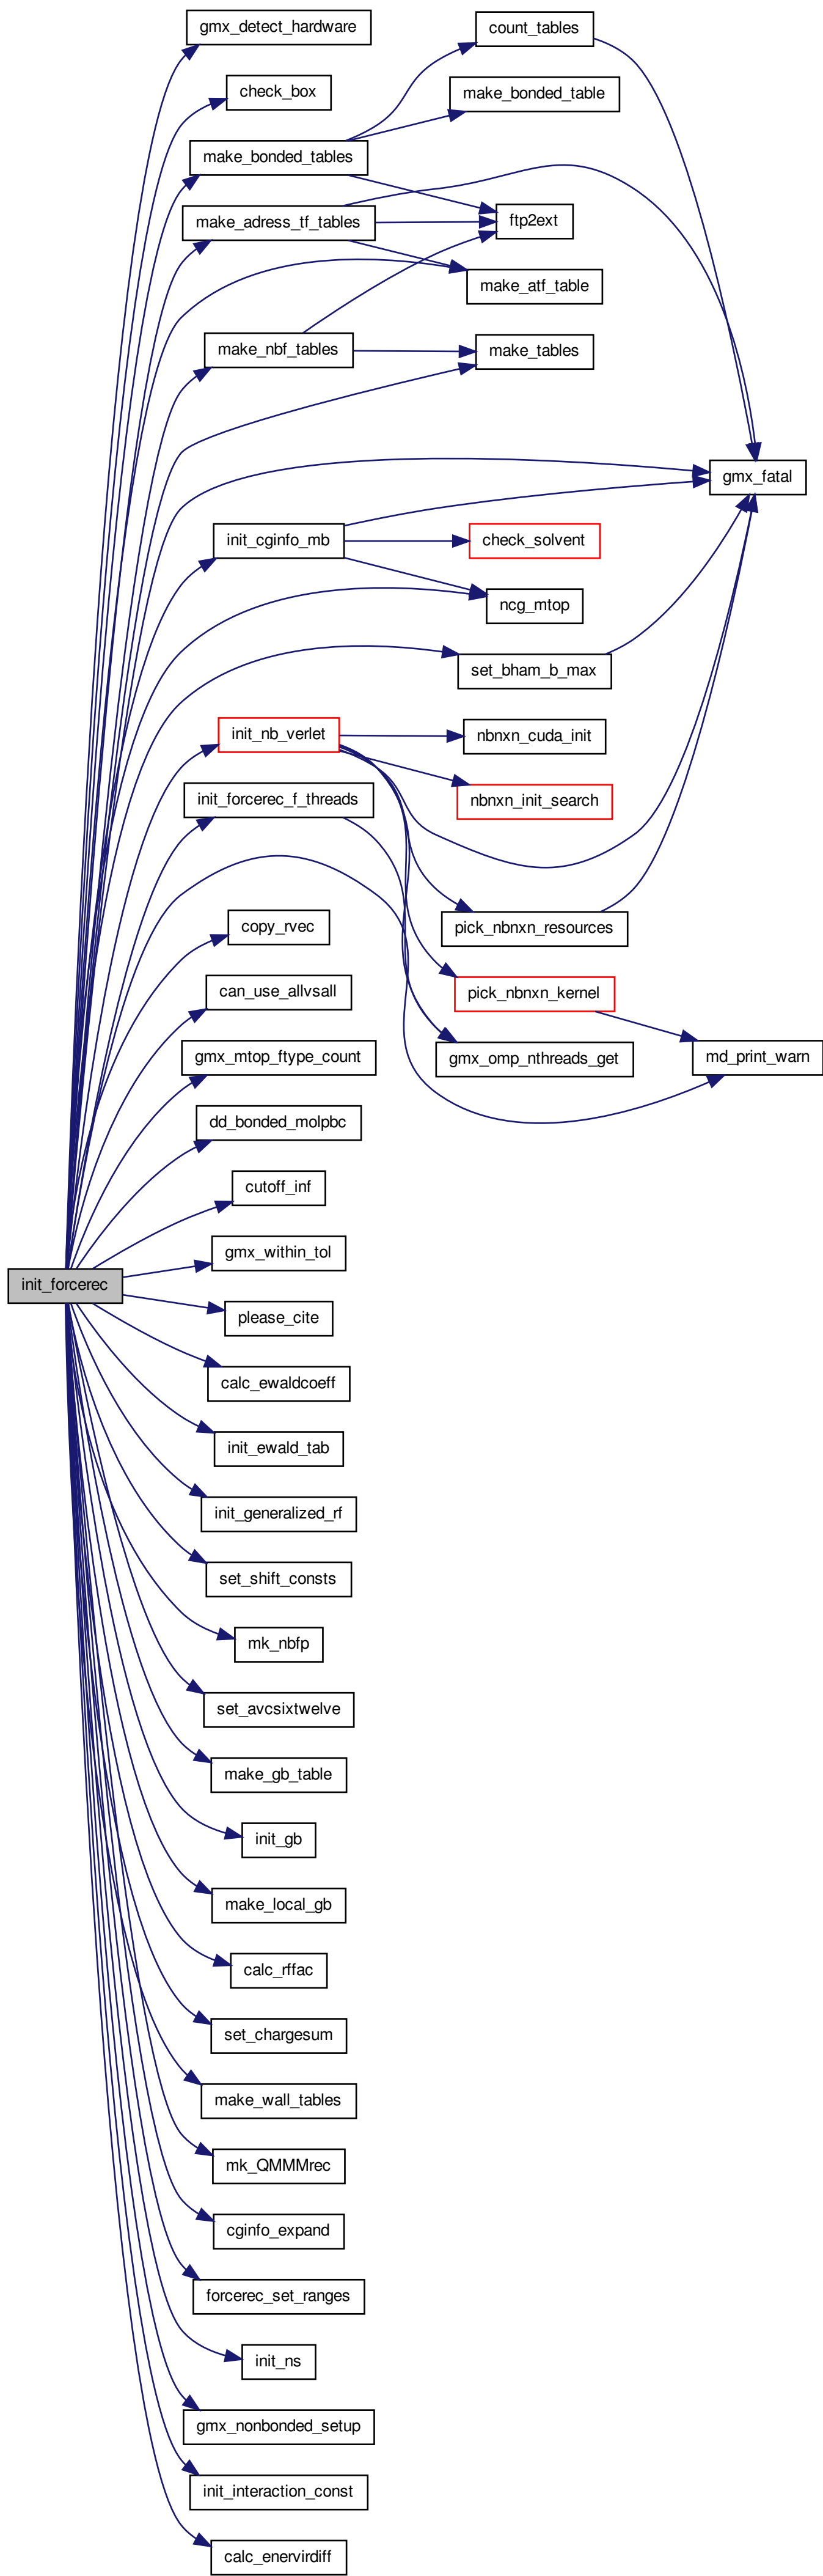 gmx_detect_hardware
count_tables
check_box
make_bonded_table
make_bonded_tables
make_adress_tf_tables
ftp2ext
make_atf_table
make_nbf_tables
make_tables
gmx_fatal
init_cginfo_mb
check_solvent
ncg_mtop
set_bham_b_max
init_nb_verlet
nbnxn_cuda_init
init_forcerec_f_threads
nbnxn_init_search
copy_rvec
pick_nbnxn_resources
can_use_allvsall
pick_nbnxn_kernel
gmx_mtop_ftype_count
gmx_omp_nthreads_get
md_print_warn
dd_bonded_molpbc
cutoff_inf
gmx_within_tol
init_forcerec
please_cite
calc_ewaldcoeff
init_ewald_tab
init_generalized_rf
set_shift_consts
mk_nbfp
set_avcsixtwelve
make_gb_table
init_gb
make_local_gb
calc_rffac
set_chargesum
make_wall_tables
mk_QMMMrec
cginfo_expand
forcerec_set_ranges
init_ns
gmx_nonbonded_setup
init_interaction_const
calc_enervirdiff